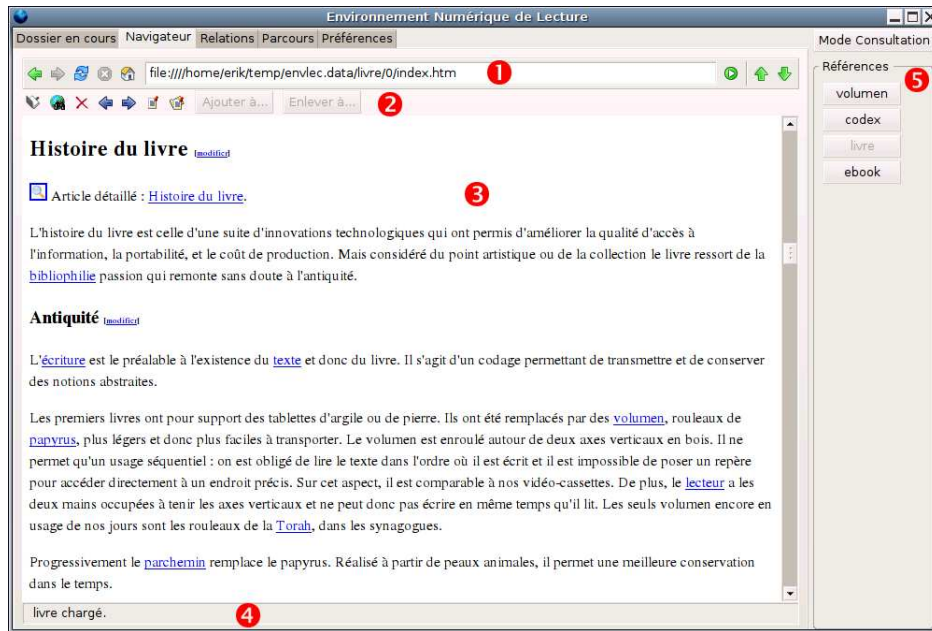 Environnement Numérique de Lecture
Dossier en cours Navigateur Relations Parcours Préférences
Mode Consultation
file:////home/erik/temp/envlec.data/livre/0/index.htm
1
Ajouter à... Enlever à...
2
Histoire du livre [modifier]
Article détaillé : Histoire du livre.
3
L'histoire du livre est celle d'une suite d'innovations technologiques qui ont permis d'améliorer la qualité d'accès à
l'information, la portabilité, et le coût de production. Mais considéré du point artistique ou de la collection le livre ressort de la
bibliophilie passion qui remonte sans doute à l'antiquité.
Antiquité [modifier]
L'écriture est le préalable à l'existence du texte et donc du livre. Il s'agit d'un codage permettant de transmettre et de conserver
des notions abstraites.
Les premiers livres ont pour support des tablettes d'argile ou de pierre. Ils ont été remplacés par des volumen, rouleaux de
papyrus, plus légers et donc plus faciles à transporter. Le volumen est enroulé autour de deux axes verticaux en bois. Il ne
permet qu'un usage séquentiel : on est obligé de lire le texte dans l'ordre où il est écrit et il est impossible de poser un repère
pour accéder directement à un endroit précis. Sur cet aspect, il est comparable à nos vidéo-cassettes. De plus, le lecteur a les
deux mains occupées à tenir les axes verticaux et ne peut donc pas écrire en même temps qu'il lit. Les seuls volumen encore en
usage de nos jours sont les rouleaux de la Torah, dans les synagogues.
Progressivement le parchemin remplace le papyrus. Réalisé à partir de peaux animales, il permet une meilleure conservation
dans le temps.
livre chargé.
4
Références
5
volumen
codex
livre
ebook